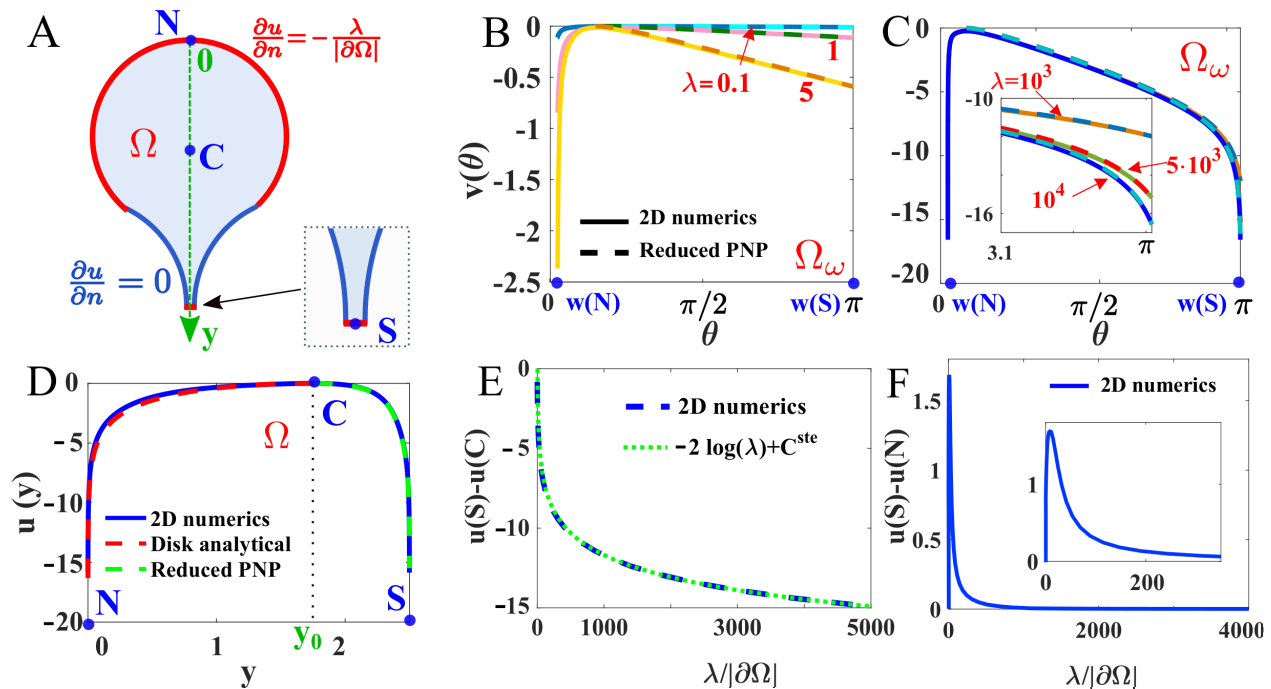 A
N
0
∂u/∂n = −λ/|∂Ω|
Ω
C
∂u/∂n = 0
y
S
B
0
-0.5
-1
-1.5
-2
-2.5
v(θ)
λ=0.1
1
5
2D numerics
Reduced PNP
Ω_ω
0
π/2
π
w(N)
w(S)
θ
C
0
-5
-10
-15
-20
Ω_ω
-10
-16
λ=10³
5·10³
10⁴
3.1
π
0
π/2
π
w(N)
w(S)
θ
D
0
−5
−10
−15
−20
u (y)
Ω
C
2D numerics
Disk analytical
Reduced PNP
N
S
0
1
y₀
2
y
E
0
−5
−10
−15
u(S)-u(C)
2D numerics
−2 log(λ)+C^ste
0
1000
3000
5000
λ/|∂Ω|
F
1.5
1
0.5
0
u(S)-u(N)
2D numerics
1
0
0
200
0
2000
4000
λ/|∂Ω|